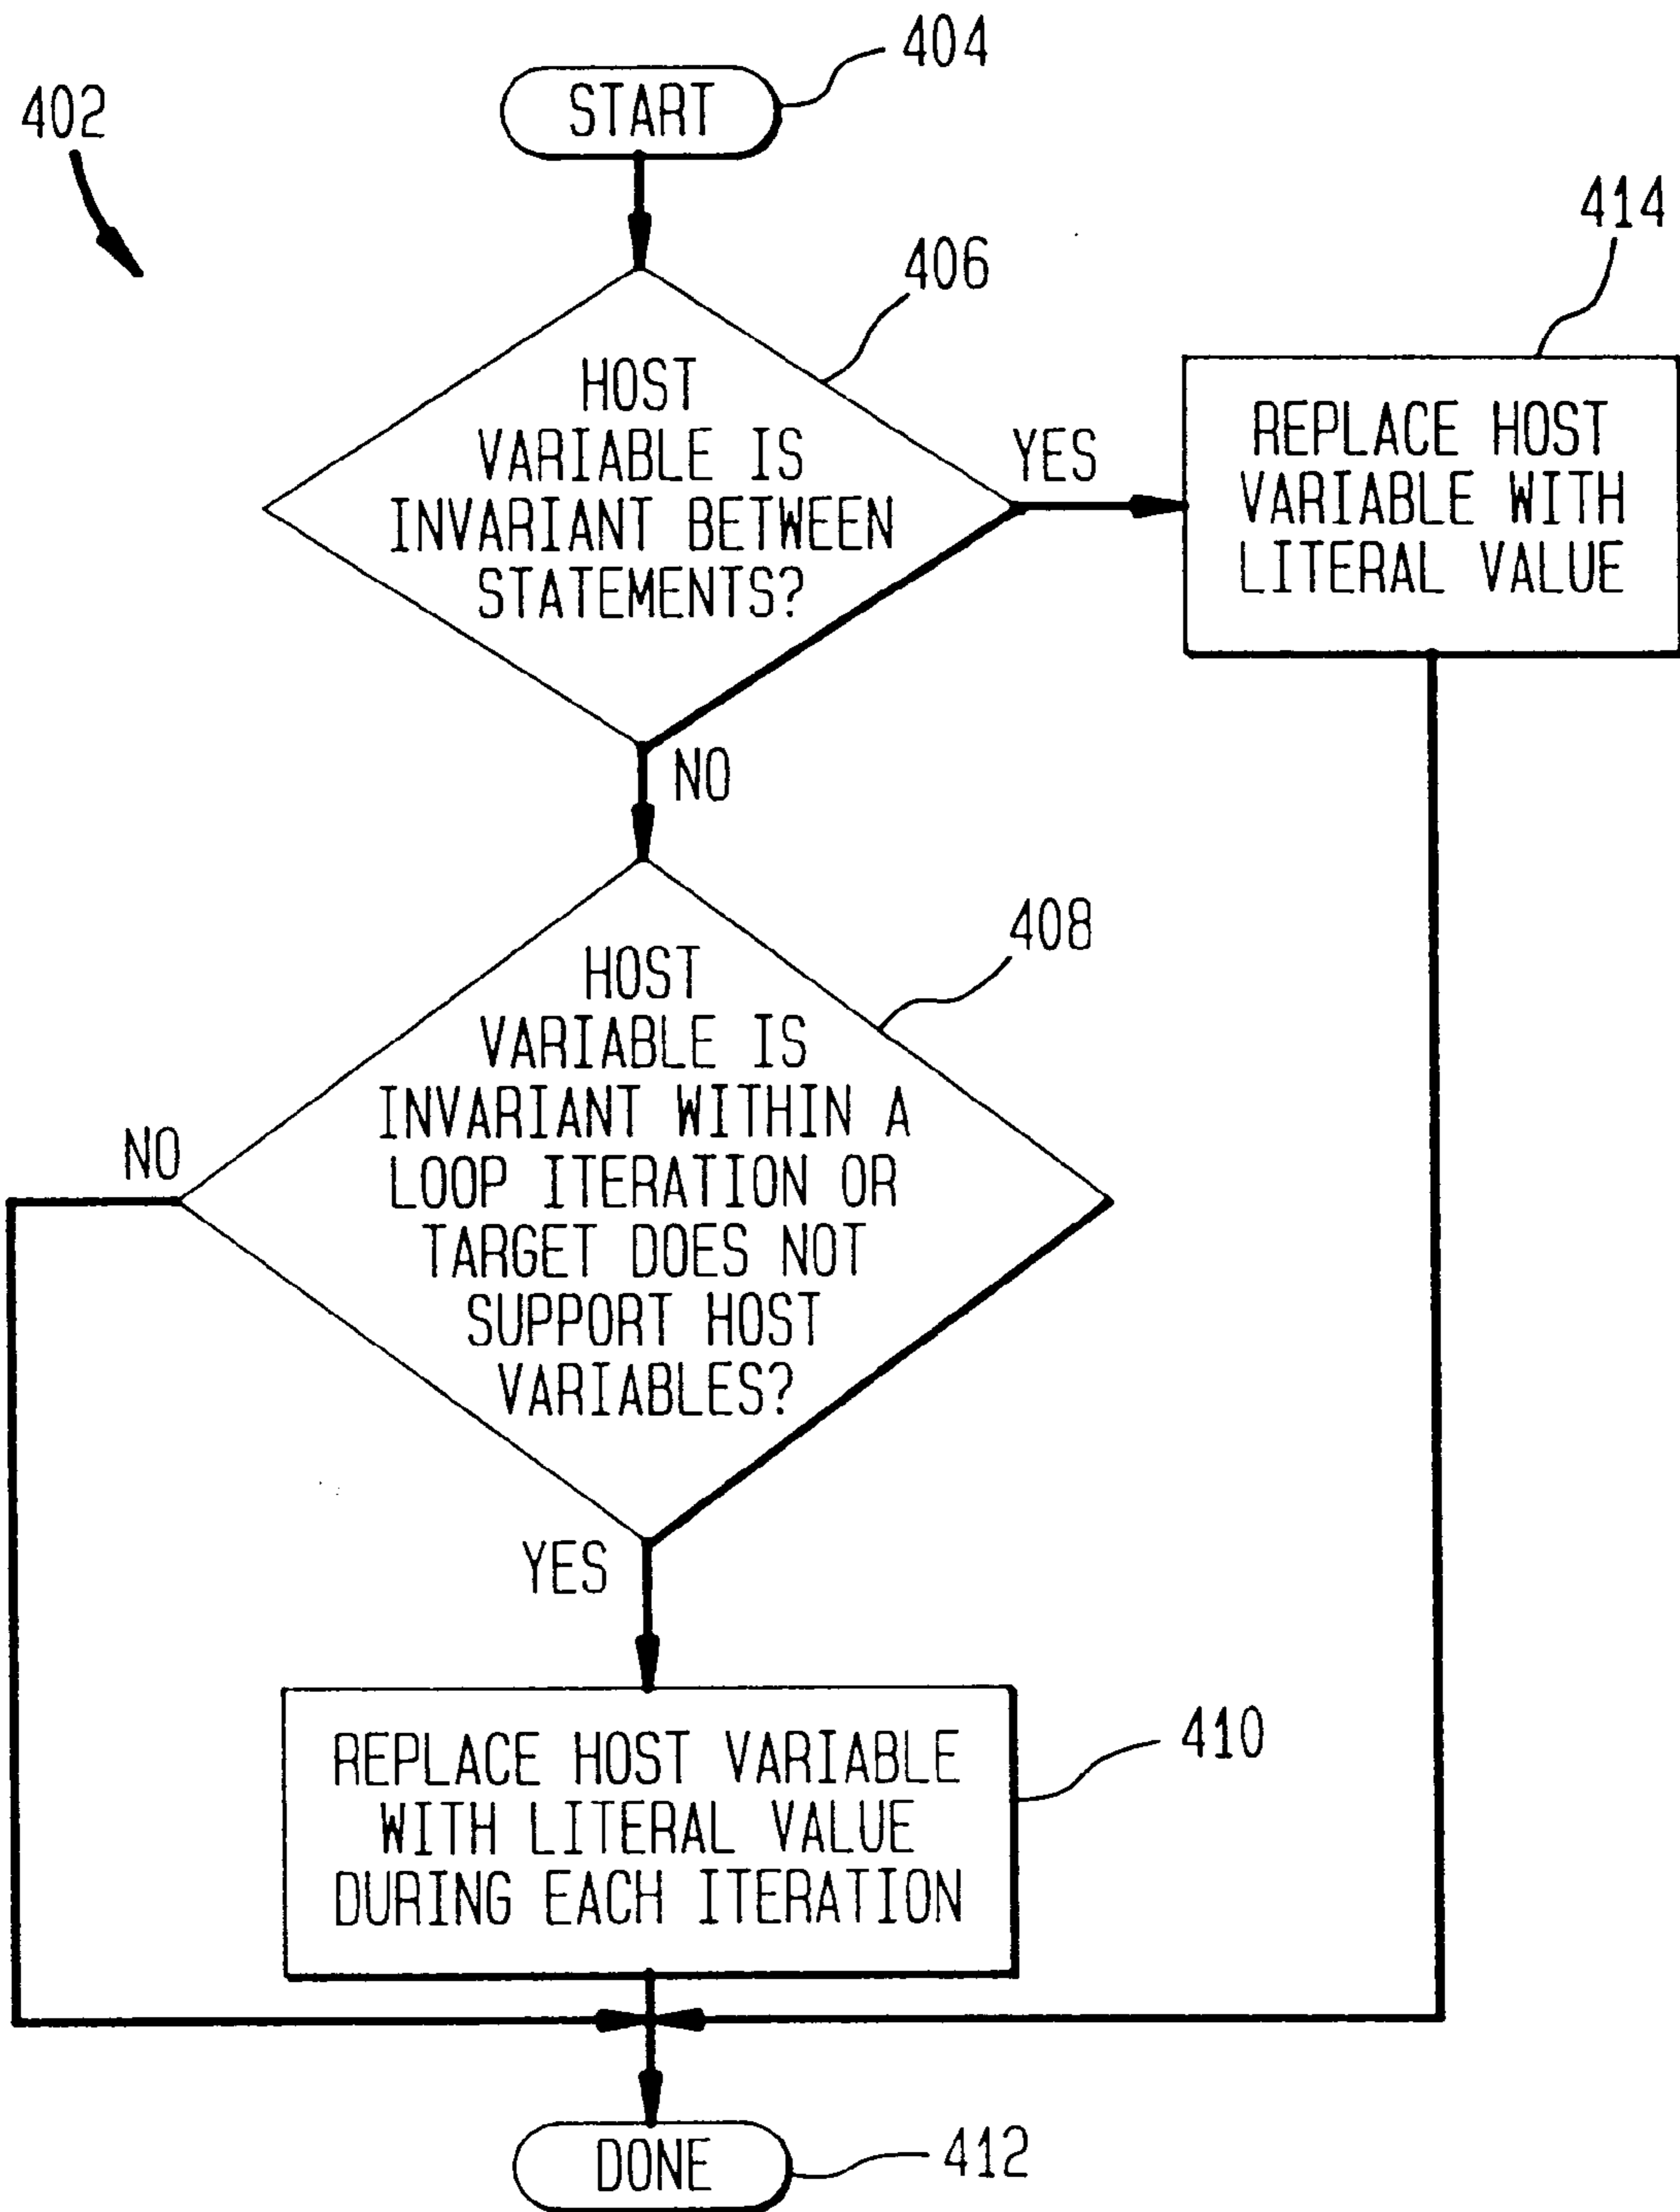 404
START
402
414
406
HOST
VARIABLE IS
INVARIANT BETWEEN
STATEMENTS?
YES
REPLACE HOST
VARIABLE WITH
LITERAL VALUE
NO
408
HOST
VARIABLE IS
INVARIANT WITHIN A
LOOP ITERATION OR
TARGET DOES NOT
SUPPORT HOST
VARIABLES?
NO
YES
REPLACE HOST VARIABLE
WITH LITERAL VALUE
DURING EACH ITERATION
410
DONE
412